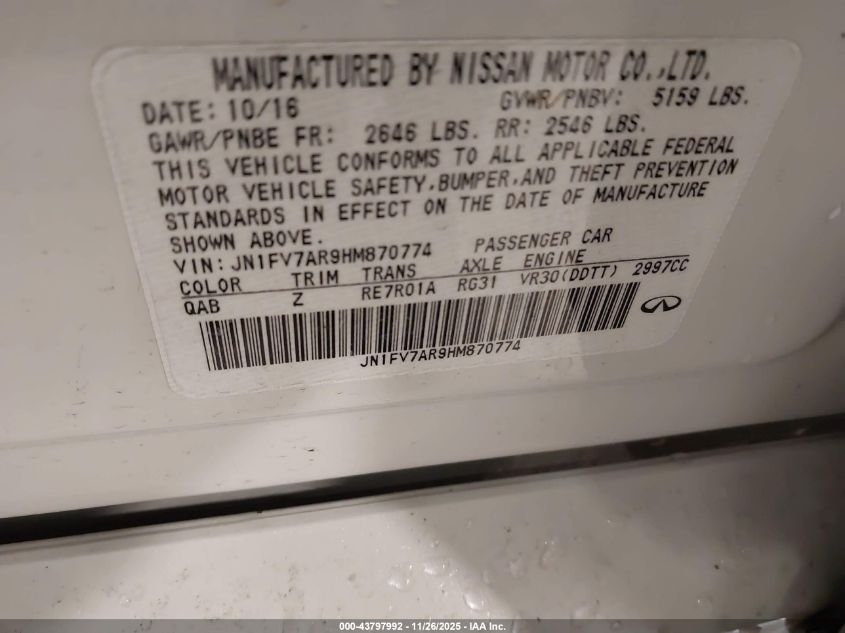 MANUFACTURED BY NISSAN MOTOR CO.,LTD.
DATE: 10/16 GVWR/PNBV: 5159 LBS.
GAWR/PNBE FR: 2646 LBS. RR: 2546 LBS.
THIS VEHICLE CONFORMS TO ALL APPLICABLE FEDERAL
MOTOR VEHICLE SAFETY,BUMPER,AND THEFT PREVENTION
STANDARDS IN EFFECT ON THE DATE OF MANUFACTURE
SHOWN ABOVE.
VIN: JN1FV7AR9HM870774 PASSENGER CAR
COLOR TRIM TRANS AXLE ENGINE
QAB Z RE7R01A RG31 VR30(DDTT) 2997CC
JN1FV7AR9HM870774
000-43797992 — 11/26/2025 - IAA Inc.